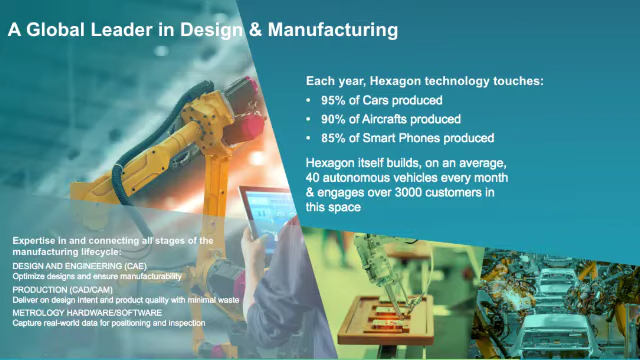 A Global Leader in Design & Manufacturing
Each year, Hexagon technology touches:
• 95% of Cars produced
• 90% of Aircrafts produced
• 85% of Smart Phones produced
Hexagon itself builds, on an average,
40 autonomous vehicles every month
& engages over 3000 customers in
this space
Expertise in and connecting all stages of the
manufacturing lifecycle:
DESIGN AND ENGINEERING (CAE)
Optimize designs and ensure manufacturability
PRODUCTION (CAD/CAM)
Deliver on design intent and product quality with minimal waste
METROLOGY HARDWARE/SOFTWARE
Capture real-world data for positioning and inspection